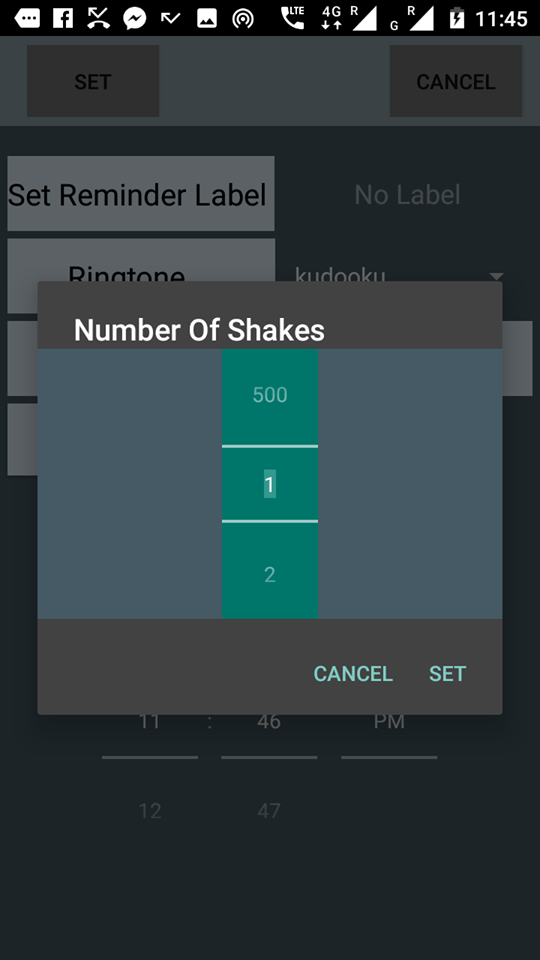 LTE 4G R G R 11:45
SET CANCEL
Set Reminder Label No Label
Ringtone kudooku
Number Of Shakes
500
1
2
CANCEL SET
11 : 46 PM
12 47